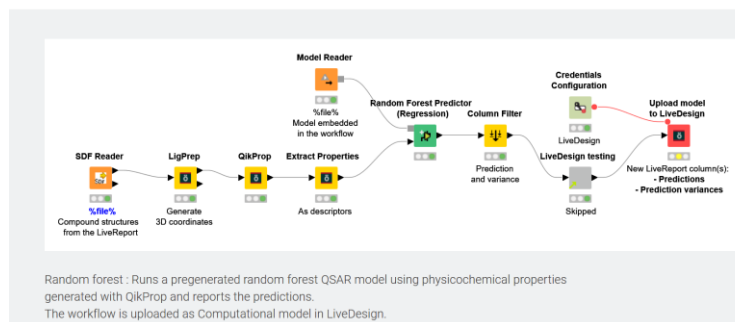 Model Reader
%file%
Model embedded
in the workflow
Credentials
Configuration
LiveDesign
Random Forest Predictor
(Regression)
Column Filter
Prediction
and variance
Upload model
to LiveDesign
New LiveReport column(s):
- Predictions
- Prediction variances
SDF Reader
%file%
Compound structures
from the LiveReport
LigPrep
Generate
3D coordinates
QikProp
Extract Properties
As descriptors
LiveDesign testing
Skipped
Random forest : Runs a pregenerated random forest QSAR model using physicochemical properties
generated with QikProp and reports the predictions.
The workflow is uploaded as Computational model in LiveDesign.